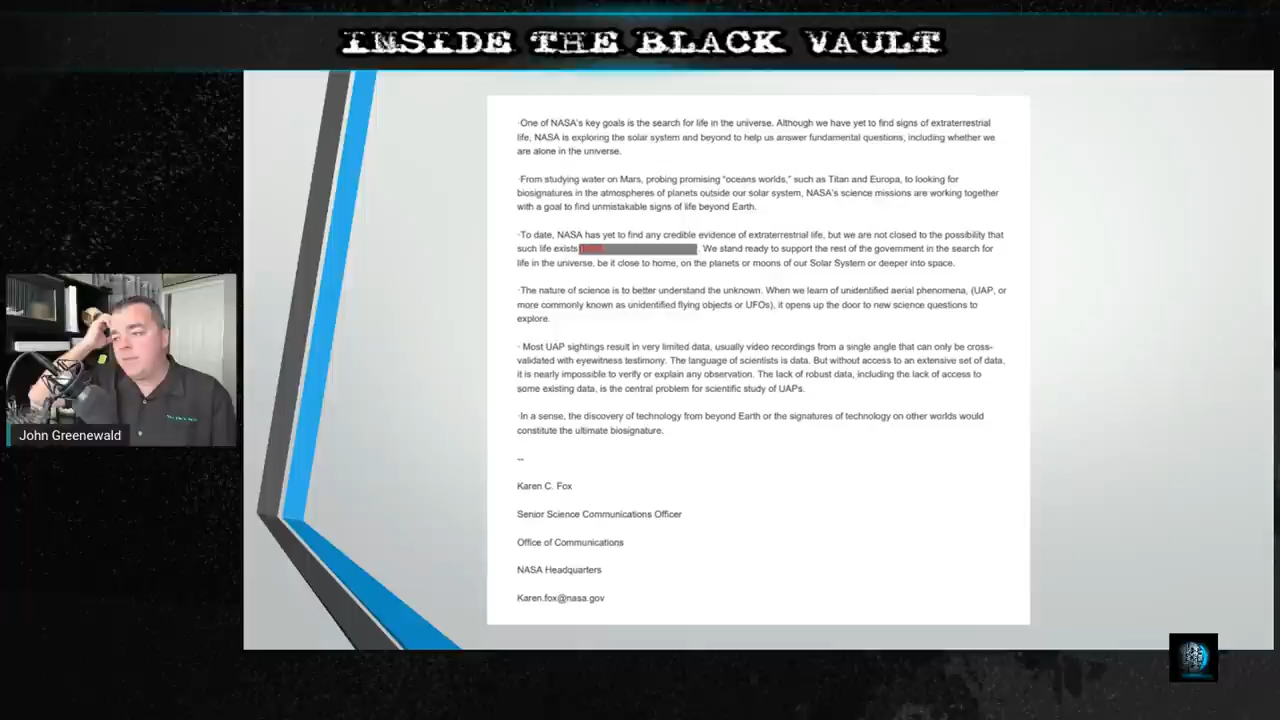 INSIDE THE BLACK VAULT
·One of NASA's key goals is the search for life in the universe. Although we have yet to find signs of extraterrestrial
life, NASA is exploring the solar system and beyond to help us answer fundamental questions, including whether we
are alone in the universe.
·From studying water on Mars, probing promising "oceans worlds," such as Titan and Europa, to looking for
biosignatures in the atmospheres of planets outside our solar system, NASA's science missions are working together
with a goal to find unmistakable signs of life beyond Earth.
·To date, NASA has yet to find any credible evidence of extraterrestrial life, but we are not closed to the possibility that
such life exists. We stand ready to support the rest of the government in the search for
life in the universe, be it close to home, on the planets or moons of our Solar System or deeper into space.
·The nature of science is to better understand the unknown. When we learn of unidentified aerial phenomena, (UAP, or
more commonly known as unidentified flying objects or UFOs), it opens up the door to new science questions to
explore.
· Most UAP sightings result in very limited data, usually video recordings from a single angle that can only be cross-
validated with eyewitness testimony. The language of scientists is data. But without access to an extensive set of data,
it is nearly impossible to verify or explain any observation. The lack of robust data, including the lack of access to
some existing data, is the central problem for scientific study of UAPs.
·In a sense, the discovery of technology from beyond Earth or the signatures of technology on other worlds would
constitute the ultimate biosignature.
--
Karen C. Fox
Senior Science Communications Officer
Office of Communications
NASA Headquarters
Karen.fox@nasa.gov
John Greenewald